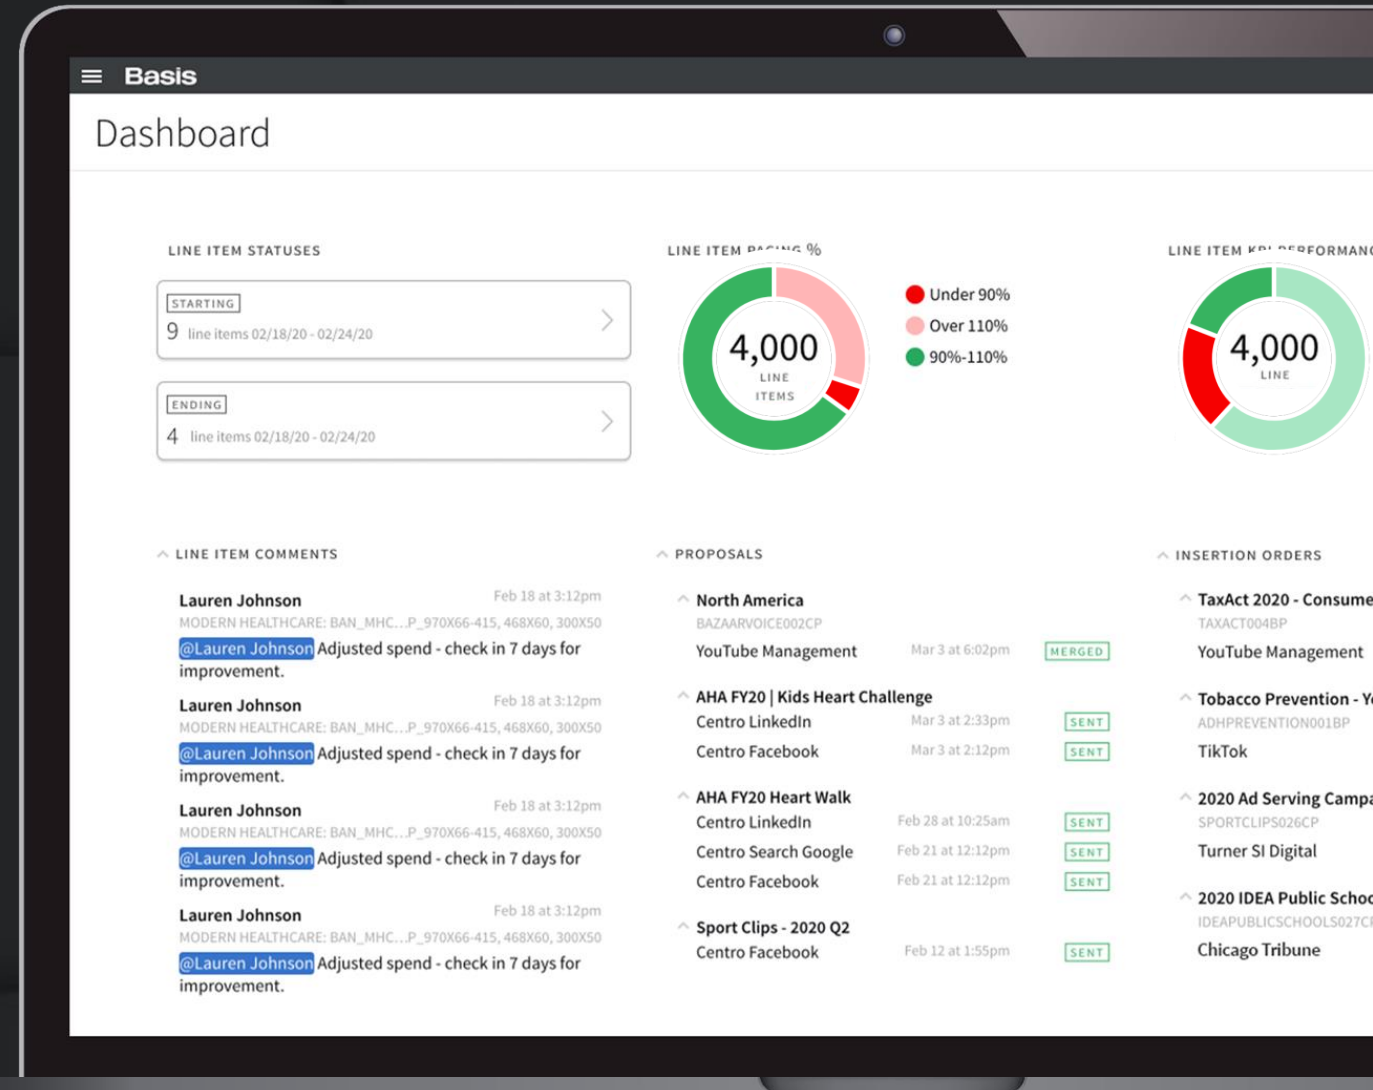 Basis
Dashboard
LINE ITEM STATUSES
STARTING
9 line items 02/18/20 - 02/24/20
ENDING
4 line items 02/18/20 - 02/24/20
LINE ITEM PACING %
4,000
LINE
ITEMS
Under 90%
Over 110%
90%-110%
LINE ITEM KPI PERFORMANC
4,000
LINE
LINE ITEM COMMENTS
Lauren Johnson Feb 18 at 3:12pm
MODERN HEALTHCARE: BAN_MHC...P_970X66-415, 468X60, 300X50
@Lauren Johnson Adjusted spend - check in 7 days for
improvement.
Lauren Johnson Feb 18 at 3:12pm
MODERN HEALTHCARE: BAN_MHC...P_970X66-415, 468X60, 300X50
@Lauren Johnson Adjusted spend - check in 7 days for
improvement.
Lauren Johnson Feb 18 at 3:12pm
MODERN HEALTHCARE: BAN_MHC...P_970X66-415, 468X60, 300X50
@Lauren Johnson Adjusted spend - check in 7 days for
improvement.
Lauren Johnson Feb 18 at 3:12pm
MODERN HEALTHCARE: BAN_MHC...P_970X66-415, 468X60, 300X50
@Lauren Johnson Adjusted spend - check in 7 days for
improvement.
PROPOSALS
North America
BAZAARVOICE002CP
YouTube Management Mar 3 at 6:02pm MERGED
AHA FY20 | Kids Heart Challenge
Centro LinkedIn Mar 3 at 2:33pm SENT
Centro Facebook Mar 3 at 2:12pm SENT
AHA FY20 Heart Walk
Centro LinkedIn Feb 28 at 10:25am SENT
Centro Search Google Feb 21 at 12:12pm SENT
Centro Facebook Feb 21 at 12:12pm SENT
Sport Clips - 2020 Q2
Centro Facebook Feb 12 at 1:55pm SENT
INSERTION ORDERS
TaxAct 2020 - Consume
TAXACT004BP
YouTube Management
Tobacco Prevention - Yo
ADHPREVENTION001BP
TikTok
2020 Ad Serving Campa
SPORTCLIPS026CP
Turner SI Digital
2020 IDEA Public Schoo
IDEAPUBLICSCHOOLS027CP
Chicago Tribune